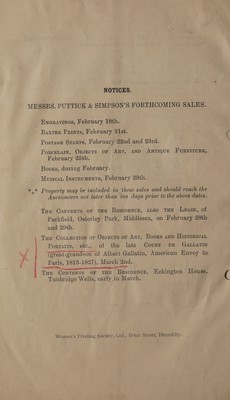 NOTICES.
MESSRS. PUTTICK & SIMPSON'S FORTHCOMING SALES.
ENGRAVINGS, February 18th.
BAXTER PRINTS, February 21st.
POSTAGE STAMPS, February 22nd and 23rd.
PORCELAIN, OBJECTS OF ART, AND ANTIQUE FURNITURE,
February 25th.
BOOKS, during February.
MUSICAL INSTRUMENTS, February 29th.
*.* Property may be included in these sales and should reach the
Auctioneers not later than ten days prior to the above dates.
THE CONTENTS OF THE RESIDENCE, ALSO THE LEASE, of
Parkfield, Osterley Park, Middlesex, on February 28th
and 29th.
THE COLLECTION OF OBJECTS OF ART, BOOKS AND HISTORICAL
PORTRAITS, etc., of the late COUNT DE GALLATIN
X (great-grandson of Albert Gallatin, American Envoy to
Paris, 1813-1827), March 2nd.
THE CONTENTS OF THE RESIDENCE, Eckington House,
Tunbridge Wells, early in March.
Women's Printing Society, Ltd., Brick Street, Piccadilly.